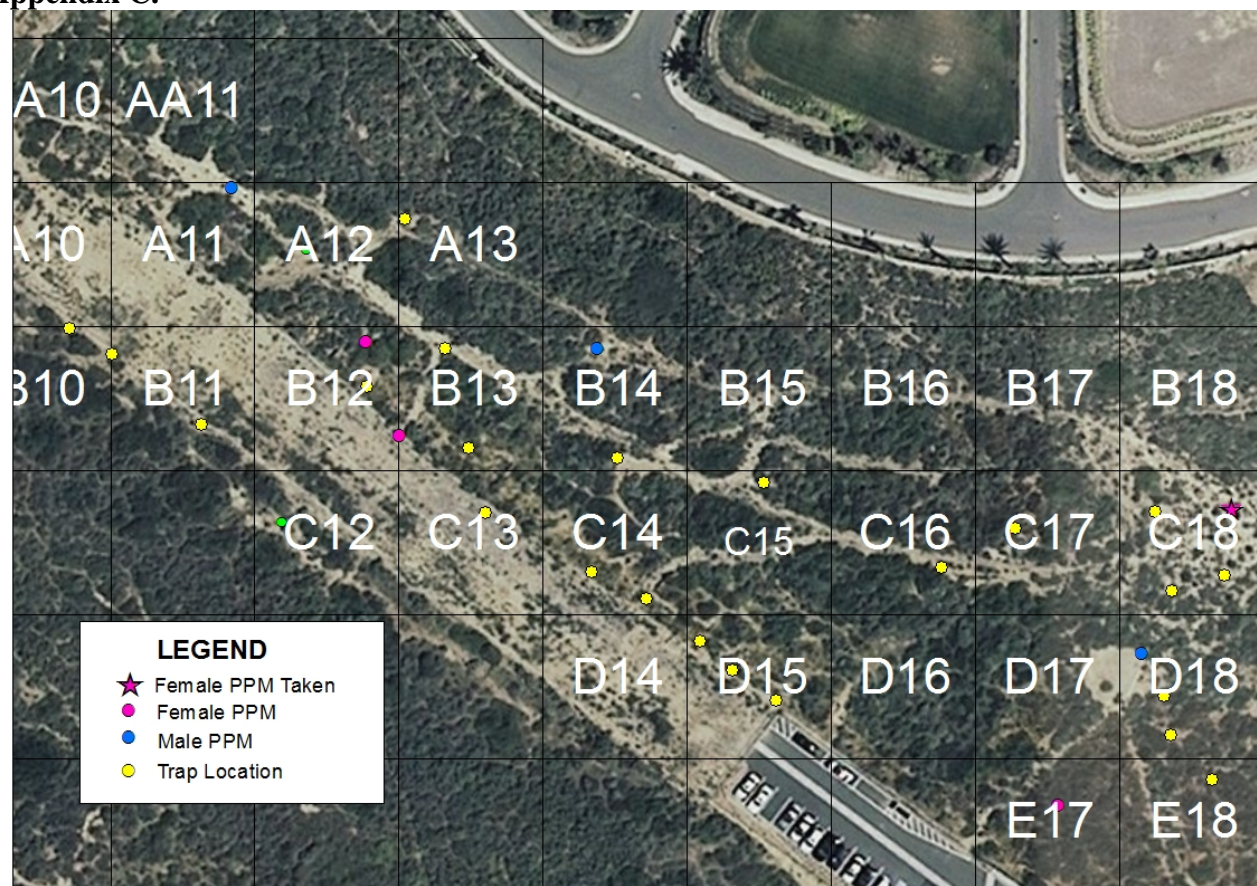 Appendix C.
A10 AA11
A10 A11 A12 A13
B10 B11 B12 B13 B14 B15 B16 B17 B18
C12 C13 C14 C15 C16 C17 C18
D14 D15 D16 D17 D18
E17 E18
LEGEND
Female PPM Taken
Female PPM
Male PPM
Trap Location